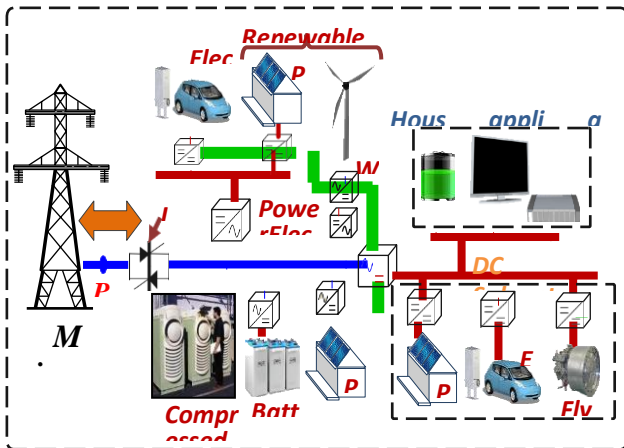 Renewable
Elec
P
Hous appli a
W
Powe
rElec
I
DC
P
M
.
E
P
P
Compr
essed
Batt
Fly